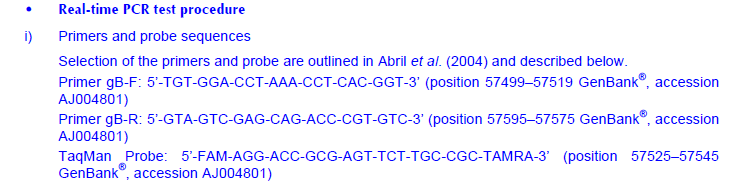 • Real-time PCR test procedure
i) Primers and probe sequences
Selection of the primers and probe are outlined in Abril et al. (2004) and described below.
Primer gB-F: 5’-TGT-GGA-CCT-AAA-CCT-CAC-GGT-3’ (position 57499–57519 GenBank®, accession
AJ004801)
Primer gB-R: 5’-GTA-GTC-GAG-CAG-ACC-CGT-GTC-3’ (position 57595–57575 GenBank®, accession
AJ004801)
TaqMan Probe: 5’-FAM-AGG-ACC-GCG-AGT-TCT-TGC-CGC-TAMRA-3’ (position 57525–57545
GenBank®, accession AJ004801)